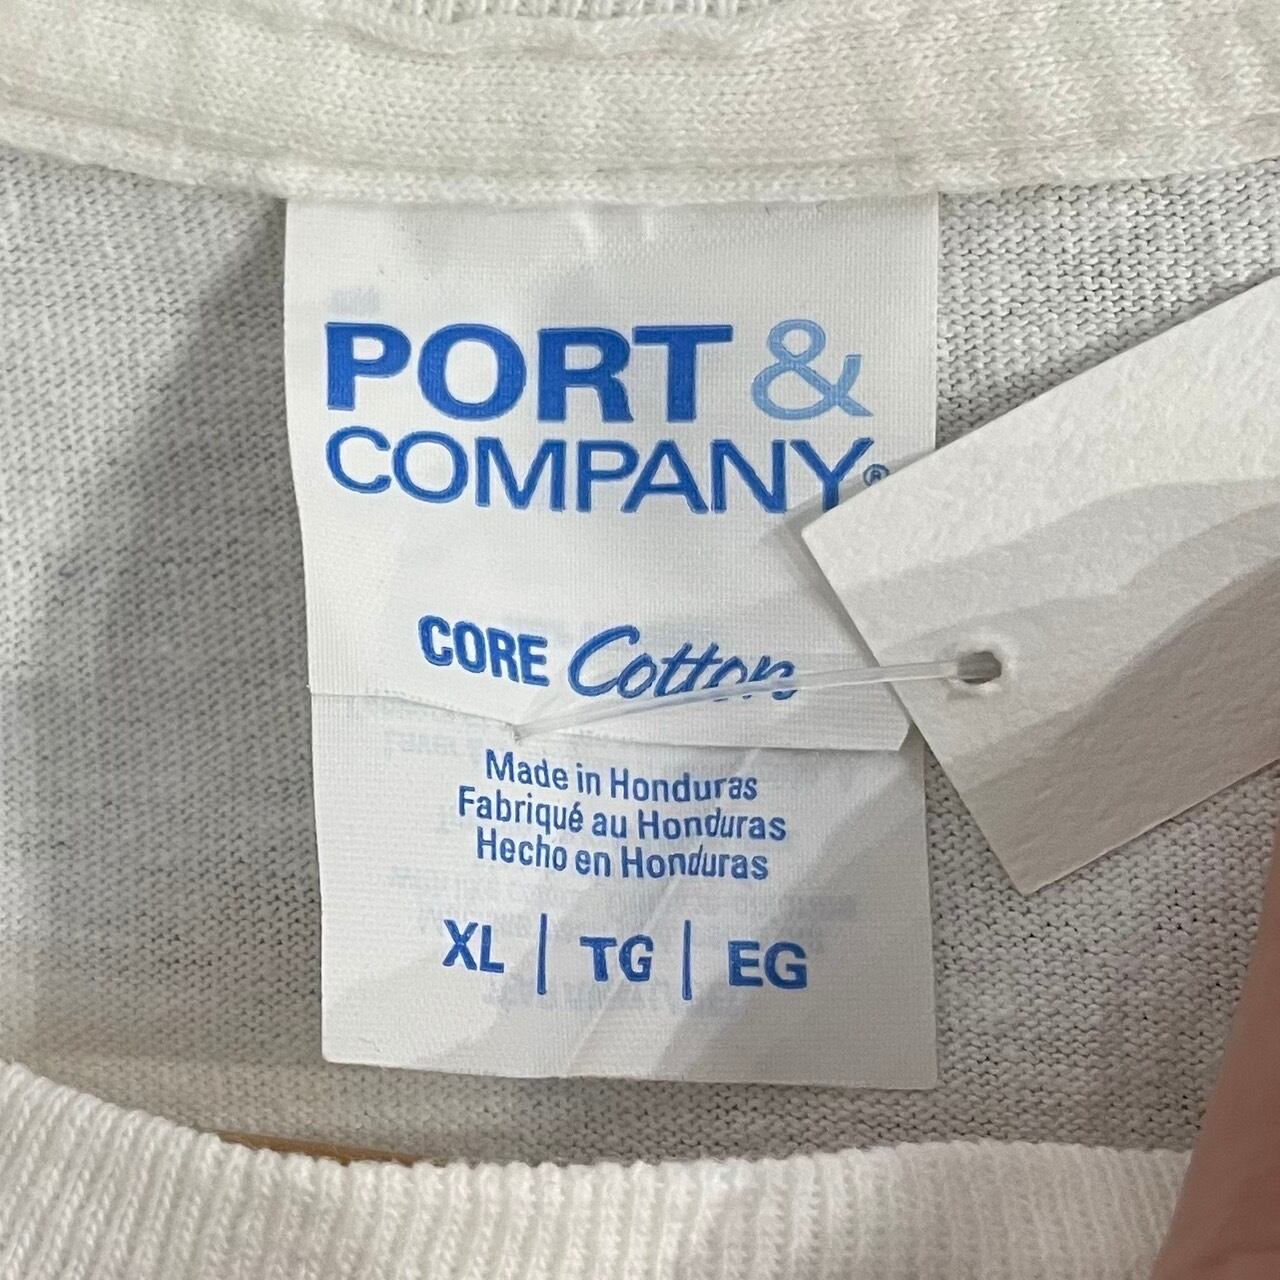 PORT &
COMPANY®
CORE Cotton
Made in Honduras
Fabriqué au Honduras
Hecho en Honduras
XL | TG | EG